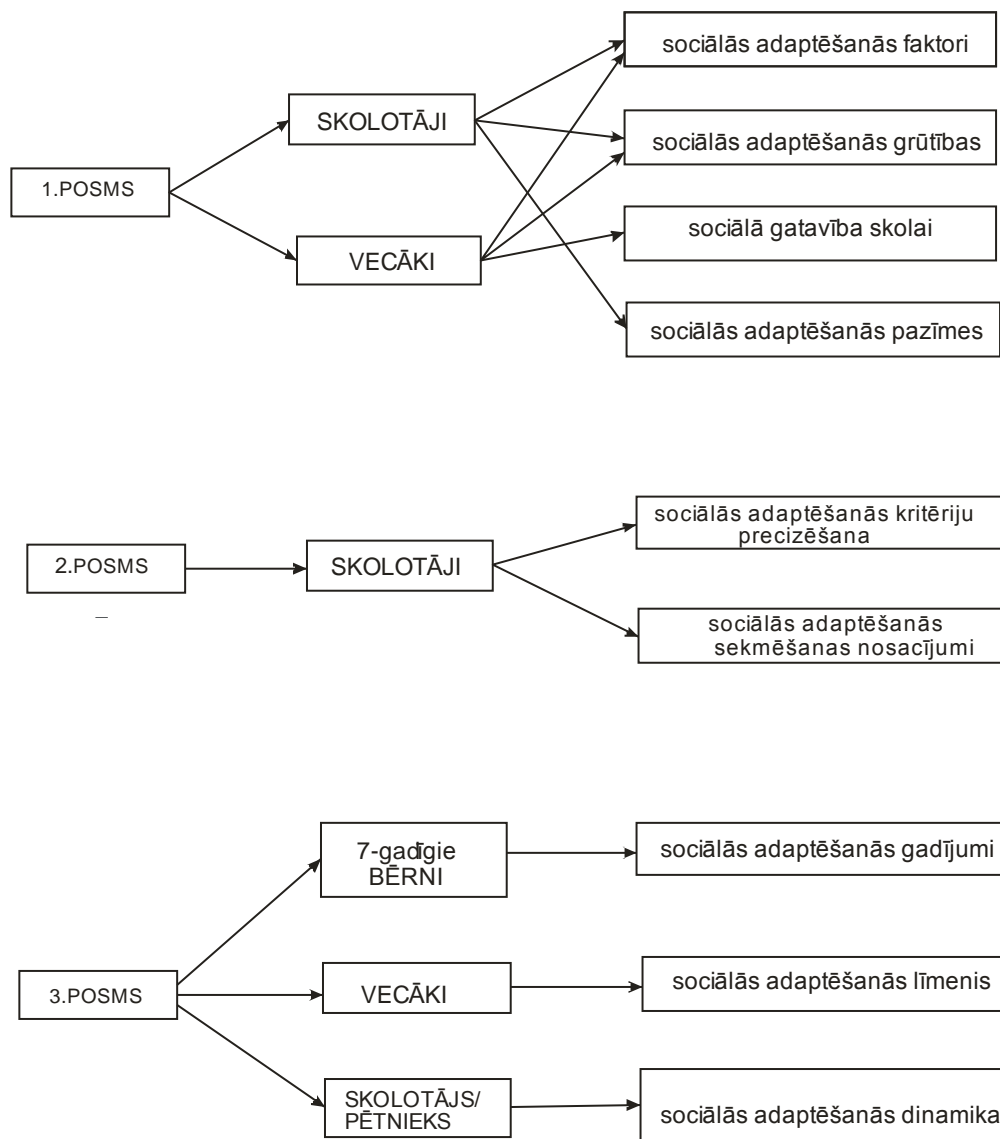 sociālās adaptēšanās faktori
SKOLOTĀJI
sociālās adaptēšanās grūtības
1.POSMS
sociālā gatavība skolai
VECĀKI
sociālās adaptēšanās pazīmes
sociālās adaptēšanās kritēriju
precizēšana
2.POSMS
SKOLOTĀJI
sociālās adaptēšanās
sekmēšanas nosacījumi
7-gadīgie
BĒRNI
sociālās adaptēšanās gadījumi
3.POSMS
VECĀKI
sociālās adaptēšanās līmenis
SKOLOTĀJS/
PĒTNIEKS
sociālās adaptēšanās dinamika